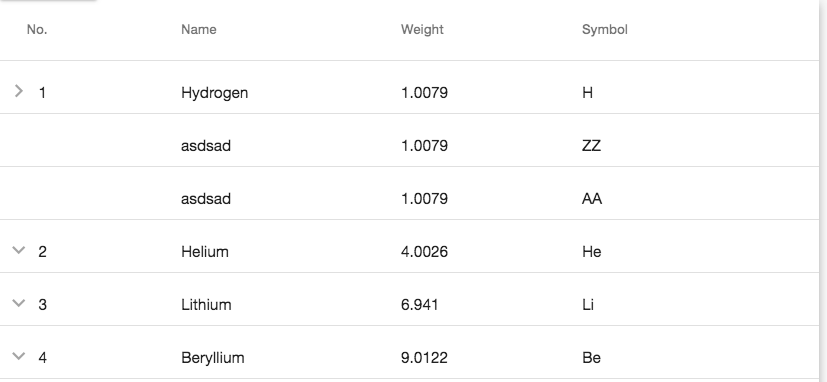 No. Name Weight Symbol
1 Hydrogen 1.0079 H
asdsad 1.0079 ZZ
asdsad 1.0079 AA
2 Helium 4.0026 He
3 Lithium 6.941 Li
4 Beryllium 9.0122 Be